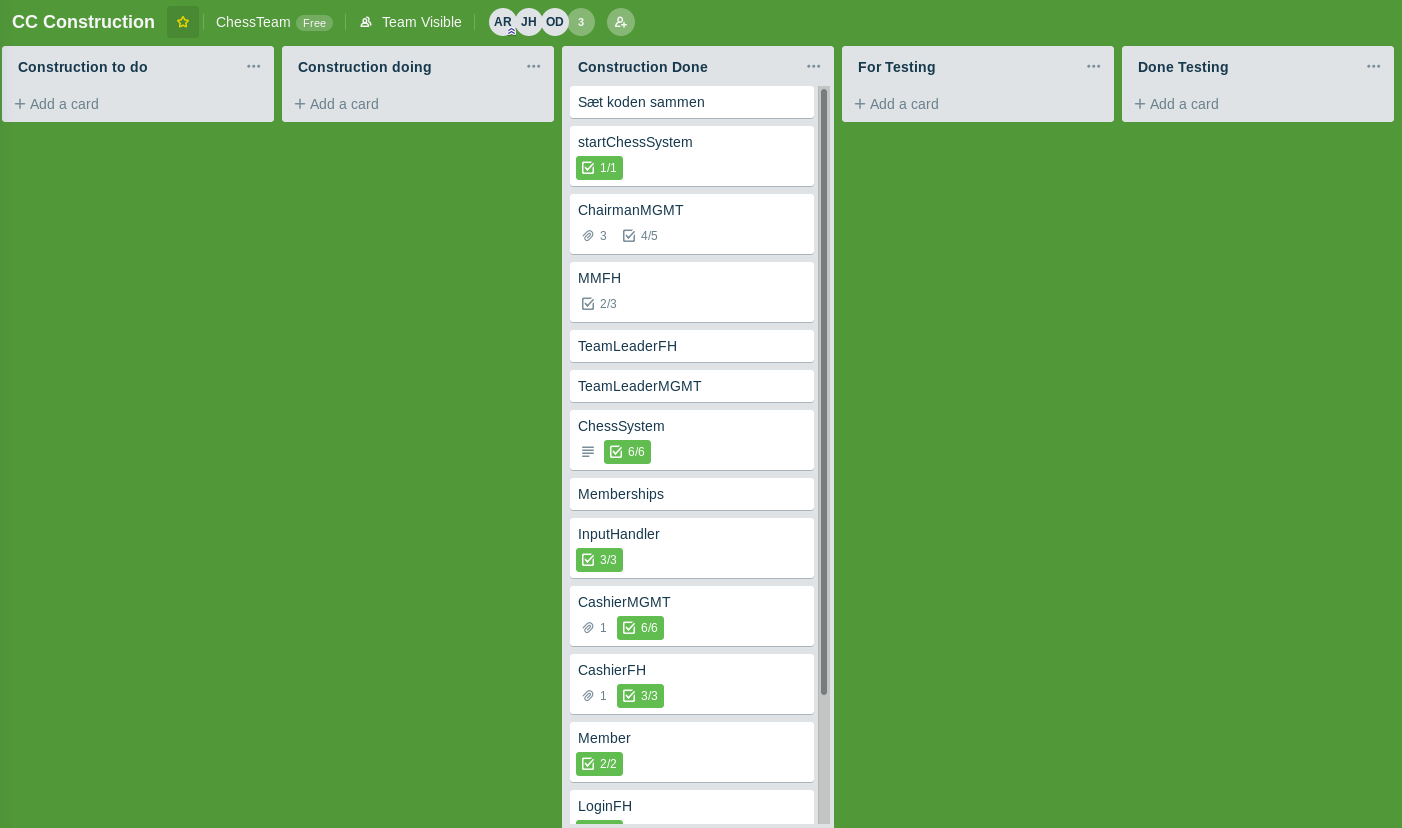 CC Construction
ChessTeam Free
Team Visible
AR JH OD 3
Construction to do
Add a card
Construction doing
Add a card
Construction Done
Sæt koden sammen
startChessSystem
1/1
ChairmanMGMT
3 4/5
MMFH
2/3
TeamLeaderFH
TeamLeaderMGMT
ChessSystem
6/6
Memberships
InputHandler
3/3
CashierMGMT
1 6/6
CashierFH
1 3/3
Member
2/2
LoginFH
For Testing
Add a card
Done Testing
Add a card